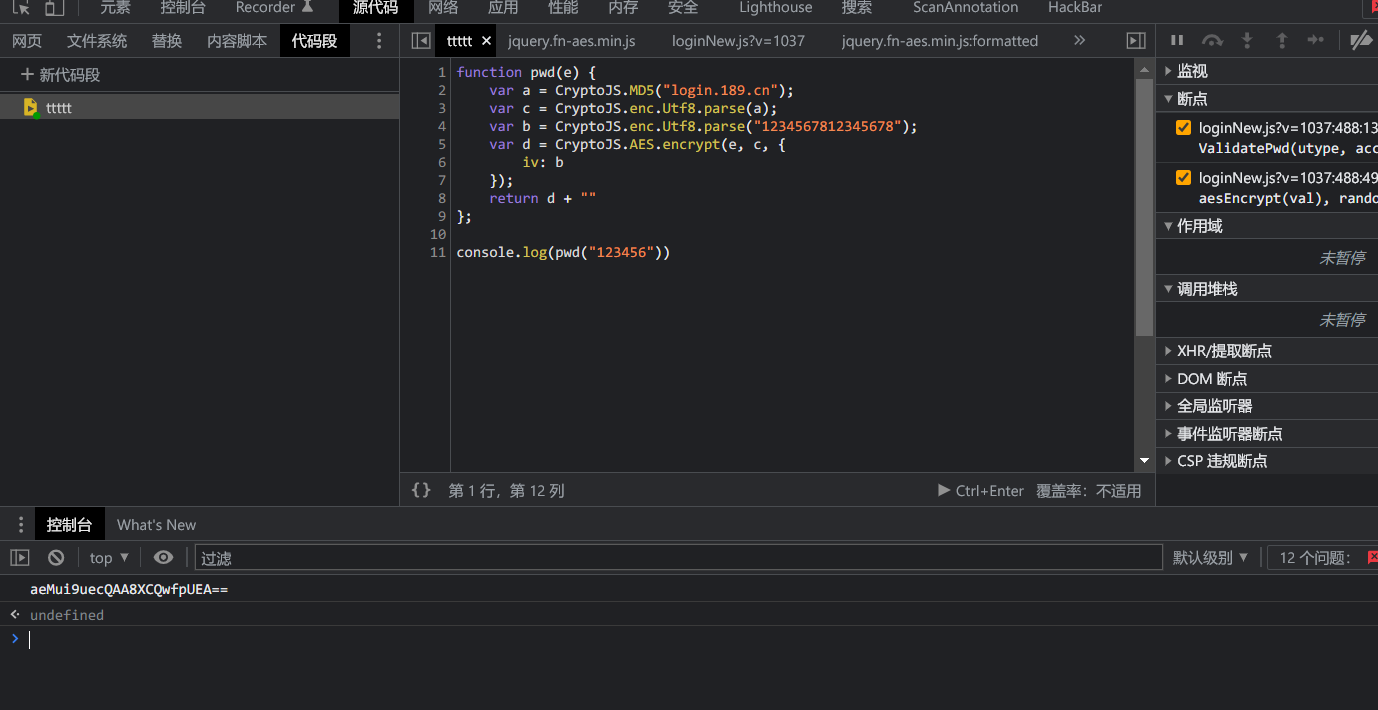 元素 控制台 Recorder 源代码 网络 应用 性能 内存 安全 Lighthouse 搜索 ScanAnnotation HackBar
网页 文件系统 替换 内容脚本 代码段 ttttt × jquery.fn-aes.min.js loginNew.js?v=1037 jquery.fn-aes.min.js:formatted »
+ 新代码段
ttttt
1 function pwd(e) {
2 var a = CryptoJS.MD5("login.189.cn");
3 var c = CryptoJS.enc.Utf8.parse(a);
4 var b = CryptoJS.enc.Utf8.parse("1234567812345678");
5 var d = CryptoJS.AES.encrypt(e, c, {
6 iv: b
7 });
8 return d + ""
9 };
10
11 console.log(pwd("123456"))
监视
断点
loginNew.js?v=1037:488:13
ValidatePwd(utype, acc
loginNew.js?v=1037:488:49
aesEncrypt(val), rando
作用域
未暂停
调用堆栈
未暂停
XHR/提取断点
DOM 断点
全局监听器
事件监听器断点
CSP 违规断点
{} 第 1 行，第 12 列 Ctrl+Enter 覆盖率：不适用
控制台 What's New
top 过滤 默认级别 12 个问题：
aeMui9uecQAA8XCQwfpUEA==
undefined
>